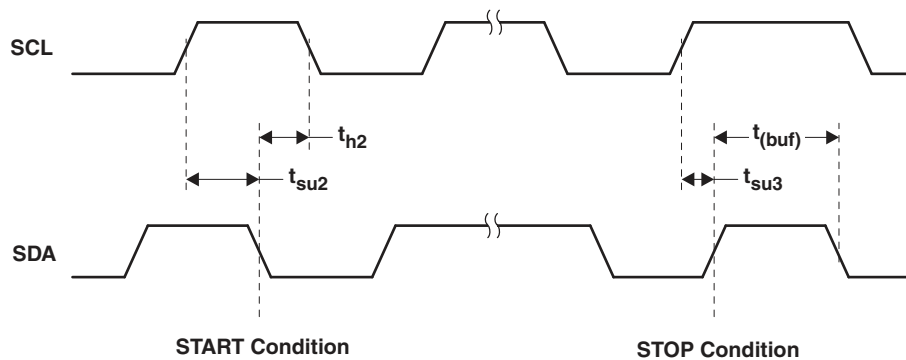 SCL
t_h2
t_(buf)
t_su2
t_su3
SDA
START Condition
STOP Condition